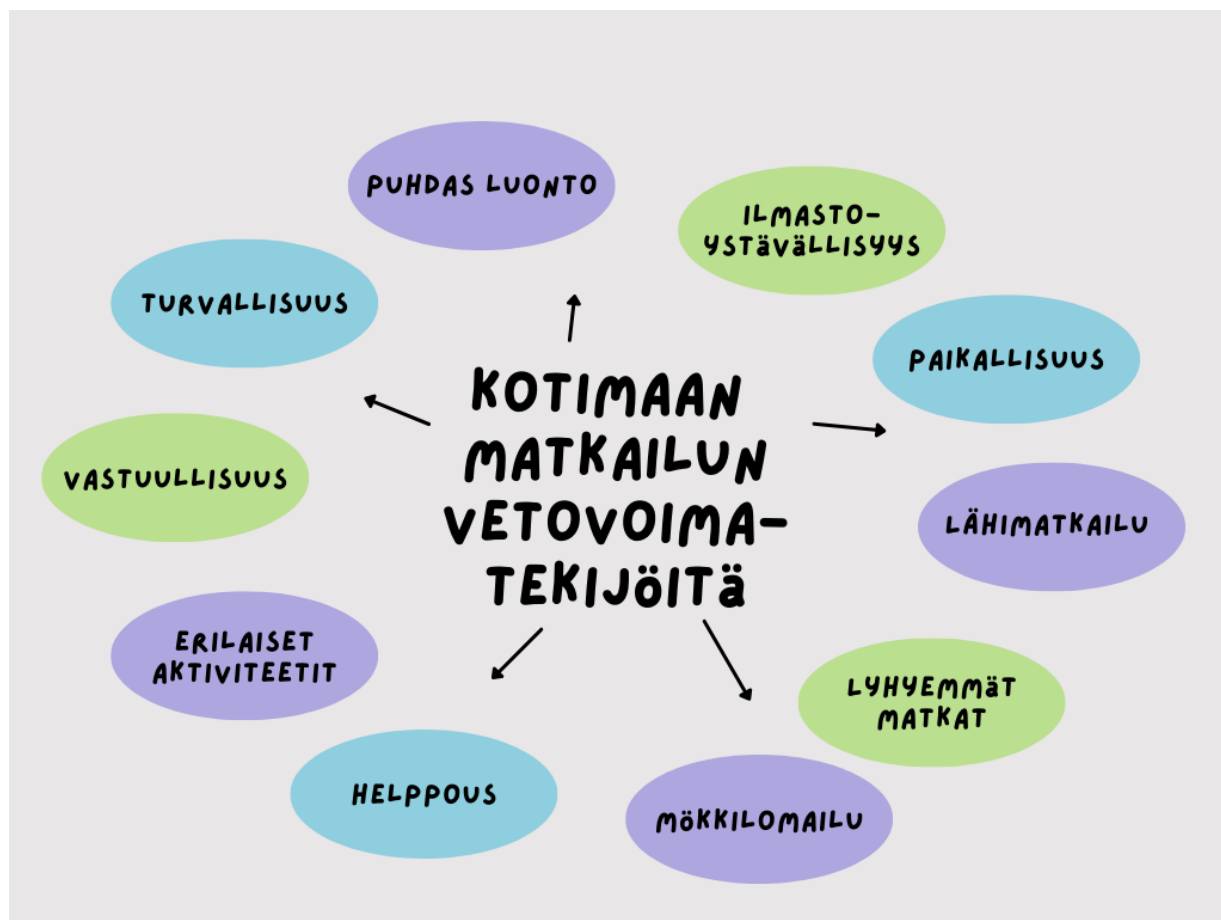 PUHDAS LUONTO
ILMASTO-
YSTÄVÄLLISYYS
TURVALLISUUS
PAIKALLISUUS
KOTIMAAN
MATKAILUN
VETOVOIMA-
TEKIJÖITÄ
VASTUULLISUUS
LÄHIMATKAILU
ERILAISET
AKTIVITEETIT
LYHYEMMÄT
MATKAT
HELPPOUS
MÖKKILOMAILU